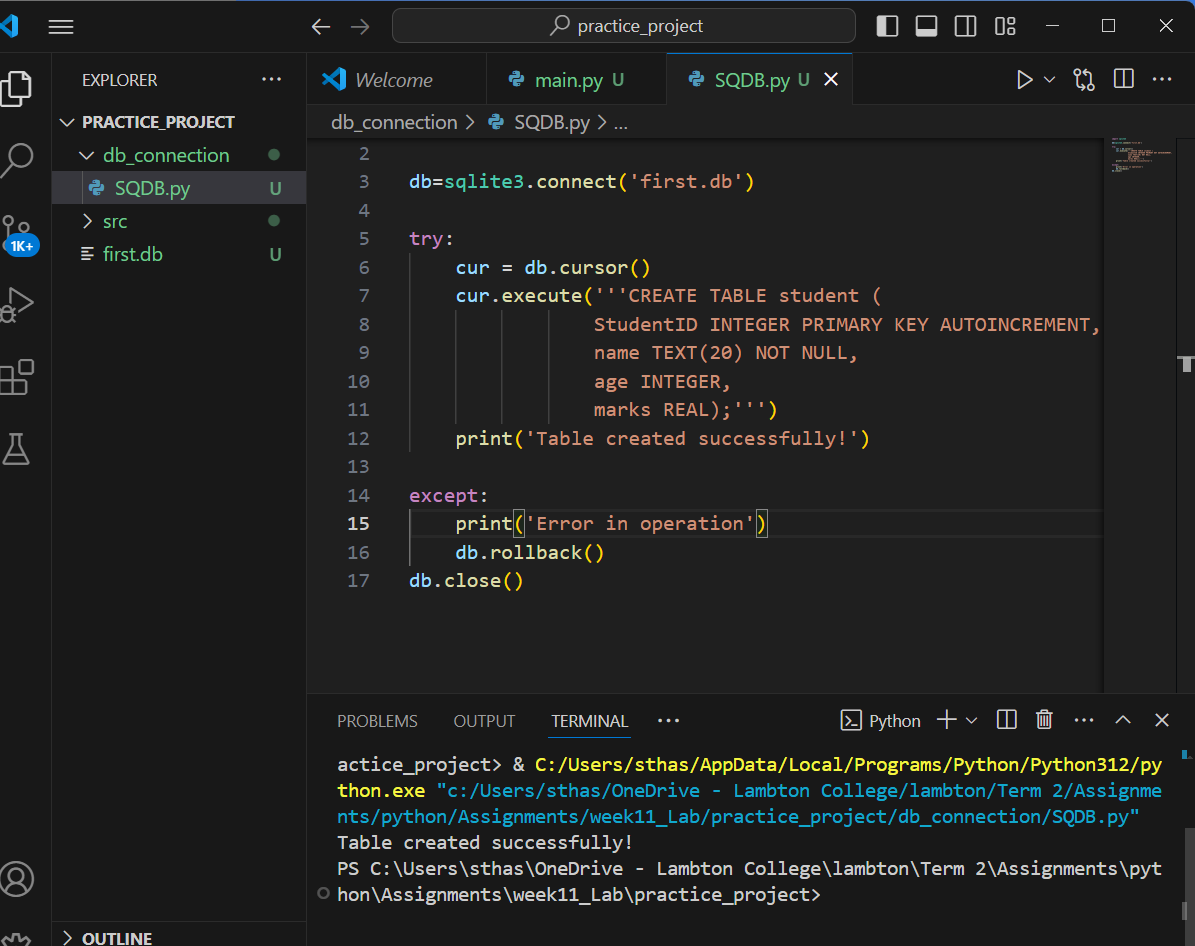 practice_project
EXPLORER
PRACTICE_PROJECT
db_connection
SQDB.py U
src
first.db U
1K+
OUTLINE
Welcome
main.py U
SQDB.py U
db_connection > SQDB.py > ...
2
3 db=sqlite3.connect('first.db')
4
5 try:
6 cur = db.cursor()
7 cur.execute('''CREATE TABLE student (
8 StudentID INTEGER PRIMARY KEY AUTOINCREMENT,
9 name TEXT(20) NOT NULL,
10 age INTEGER,
11 marks REAL);''')
12 print('Table created successfully!')
13
14 except:
15 print('Error in operation')
16 db.rollback()
17 db.close()
PROBLEMS OUTPUT TERMINAL ··· Python
actice_project> & C:/Users/sthas/AppData/Local/Programs/Python/Python312/py
thon.exe "c:/Users/sthas/OneDrive - Lambton College/lambton/Term 2/Assignme
nts/python/Assignments/week11_Lab/practice_project/db_connection/SQDB.py"
Table created successfully!
PS C:\Users\sthas\OneDrive - Lambton College\lambton\Term 2\Assignments\pyt
hon\Assignments\week11_Lab\practice_project>